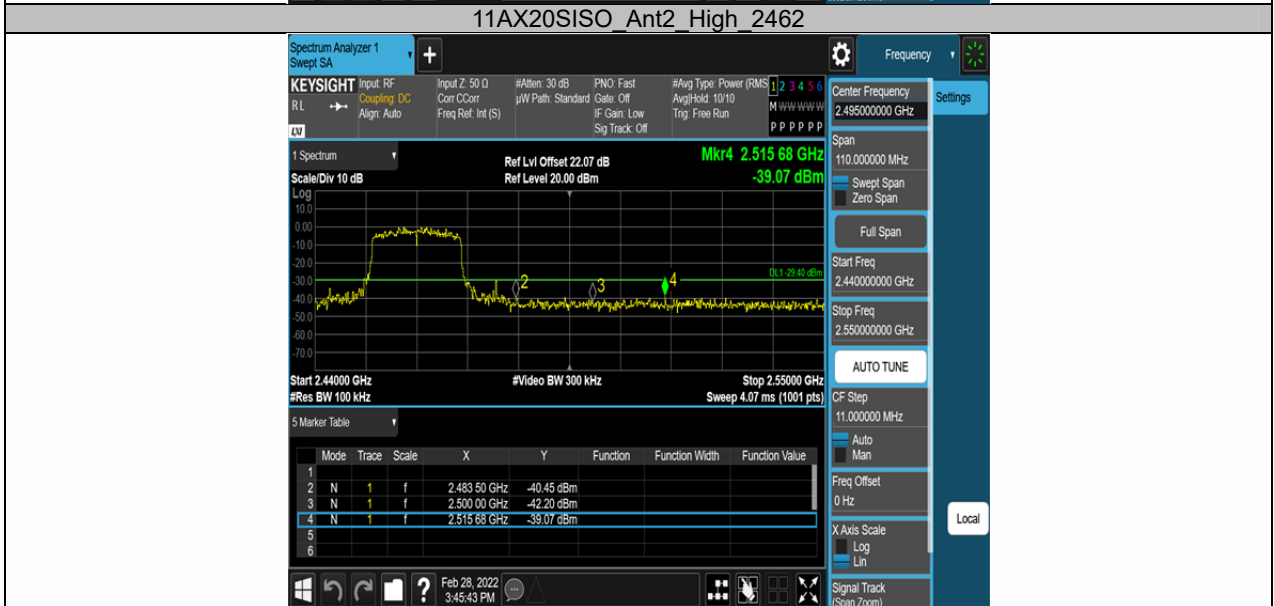 11AX20SISO_Ant2_High_2462
Spectrum Analyzer 1
Swept SA
Frequency
KEYSIGHT
RL
LXI
Input: RF
Coupling: DC
Align: Auto
Input Z: 50 Ω
Corr CCorr
Freq Ref: Int (S)
#Atten: 30 dB
µW Path: Standard
PNO: Fast
Gate: Off
IF Gain: Low
Sig Track: Off
#Avg Type: Power (RMS
Avg|Hold: 10/10
Trig: Free Run
1 2 3 4 5 6
M W W W W W
P P P P P P
1 Spectrum
Scale/Div 10 dB
Log
Ref Lvl Offset 22.07 dB
Ref Level 20.00 dBm
Mkr4 2.515 68 GHz
-39.07 dBm
10.0
0.00
-10.0
-20.0
-30.0
-40.0
-50.0
-60.0
-70.0
DL1 -29.40 dBm
2
3
4
Start 2.44000 GHz
#Res BW 100 kHz
#Video BW 300 kHz
Stop 2.55000 GHz
Sweep 4.07 ms (1001 pts)
5 Marker Table
Mode Trace Scale X Y Function Function Width Function Value
1
2 N 1 f 2.483 50 GHz -40.45 dBm
3 N 1 f 2.500 00 GHz -42.20 dBm
4 N 1 f 2.515 68 GHz -39.07 dBm
5
6
Feb 28, 2022
3:45:43 PM
Center Frequency
2.495000000 GHz
Span
110.000000 MHz
Swept Span
Zero Span
Full Span
Start Freq
2.440000000 GHz
Stop Freq
2.550000000 GHz
AUTO TUNE
CF Step
11.000000 MHz
Auto
Man
Freq Offset
0 Hz
X Axis Scale
Log
Lin
Signal Track
(Span Zoom)
Settings
Local